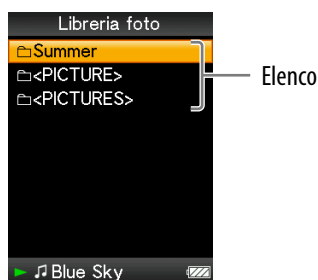 Libreria foto
Summer
<PICTURE>
<PICTURES>
Elenco
Blue Sky